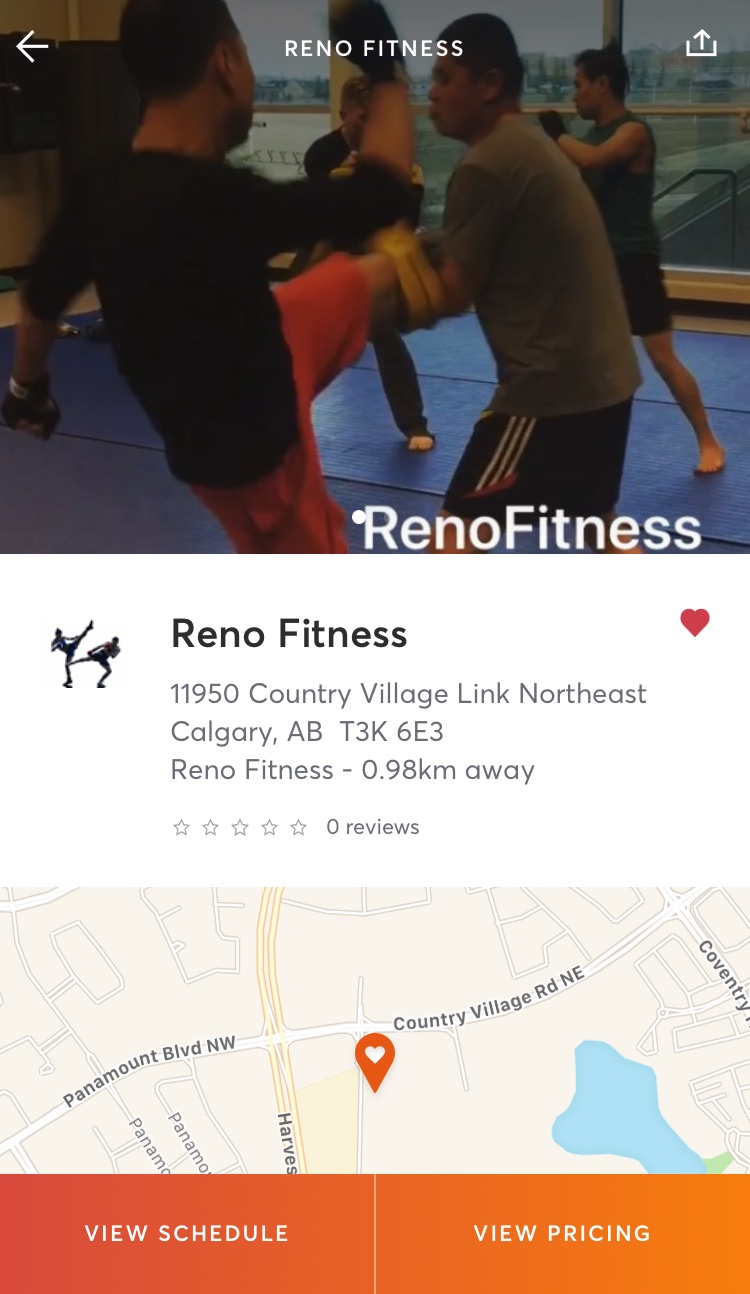 RENO FITNESS
RenoFitness
Reno Fitness
11950 Country Village Link Northeast
Calgary, AB T3K 6E3
Reno Fitness - 0.98km away
0 reviews
Country Village Rd NE
Coventry
Panamount Blvd NW
Panamo
Panamo
Harves
VIEW SCHEDULE
VIEW PRICING